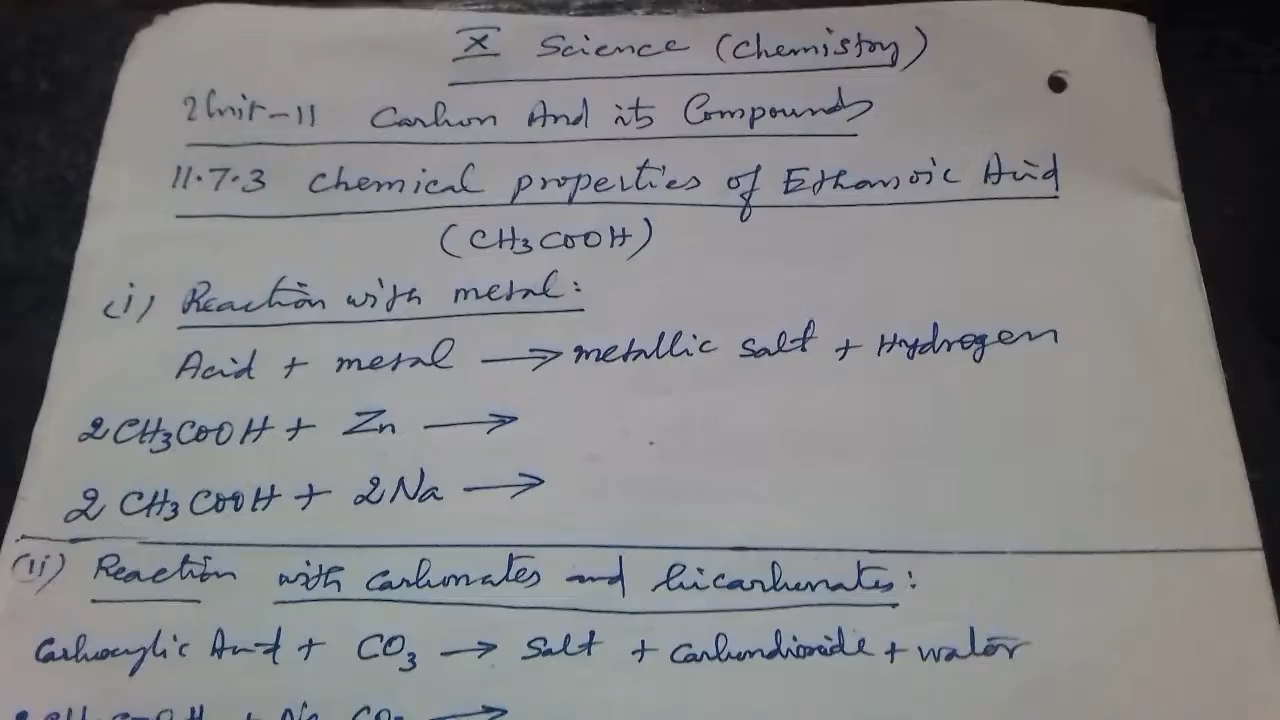 X Science (Chemistry)
Unit-11 Carbon And its Compounds
11.7.3 Chemical properties of Ethanoic Acid
(CH₃COOH)
(i) Reaction with metal:
Acid + metal ⟶ metallic salt + Hydrogen
2CH₃COOH + Zn ⟶
2 CH₃COOH + 2Na ⟶
(ii) Reaction with carbonates and bicarbonates:
Carboxylic Acid + CO₃ ⟶ Salt + Carbondioxide + water